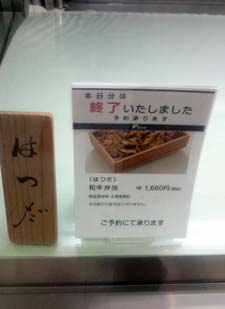 はつだ
本日分は
終了いたしました
予約承ります
(はつだ)
和牛弁当 ¥ 1,680円(税込)
ご予約にて承ります